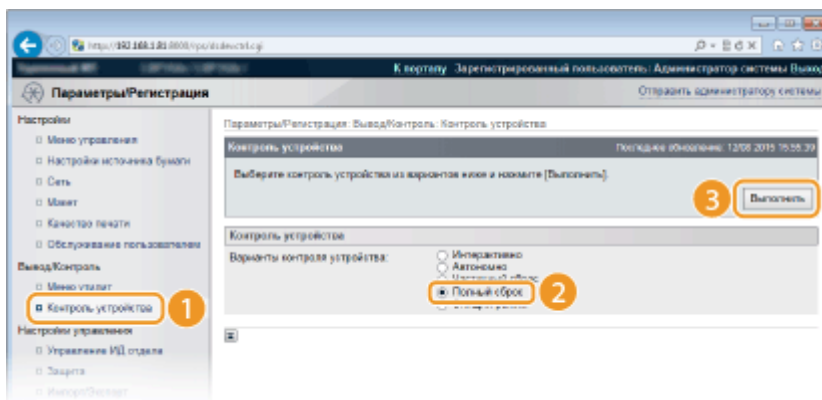 http://192.168.1.81:8000/rps/dsdevctrl.cgi
К порталу Зарегистрированный пользователь: Администратор системы Выход
Параметры/Регистрация
Отправить администратору системы
Настройки
Меню управления
Настройки источника бумаги
Сеть
Макет
Качество печати
Обслуживание пользователем
Вывод/Контроль
Меню утилит
Контроль устройства
1
Настройки управления
Управление ИД отдела
Защита
Импорт/Экспорт
Параметры/Регистрация: Вывод/Контроль: Контроль устройства
Контроль устройства
Последнее обновление: 12/08 2015 15:55:39
Выберите контроль устройства из вариантов ниже и нажмите [Выполнить].
3
Выполнить
Контроль устройства
Варианты контроля устройства:
Интерактивно
Автономно
Полный сброс
2